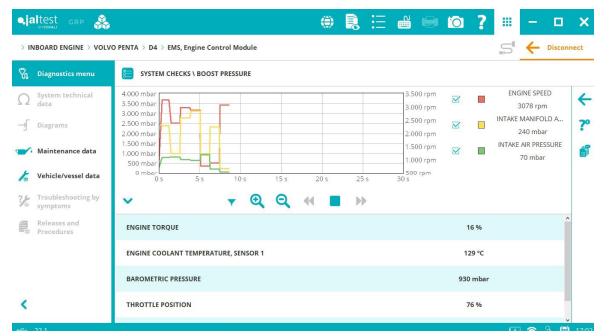 altest GRP
> INBOARD ENGINE > VOLVO PENTA > D4 > EMS, Engine Control Module
Disconnect
Diagnostics menu
System technical data
Diagrams
Maintenance data
Vehicle/vessel data
Troubleshooting by symptoms
Releases and Procedures
SYSTEM CHECKS \ BOOST PRESSURE
4.000 mbar
3.500 mbar
3.000 mbar
2.500 mbar
2.000 mbar
1.500 mbar
1.000 mbar
500 mbar
0 mbar
3.500 rpm
3.000 rpm
2.500 rpm
2.000 rpm
1.500 rpm
1.000 rpm
500 rpm
0 s 5 s 10 s 15 s 20 s 25 s 30 s
ENGINE SPEED
3078 rpm
INTAKE MANIFOLD A...
240 mbar
INTAKE AIR PRESSURE
70 mbar
ENGINE TORQUE 16 %
ENGINE COOLANT TEMPERATURE, SENSOR 1 129 ºC
BAROMETRIC PRESSURE 930 mbar
THROTTLE POSITION 76 %